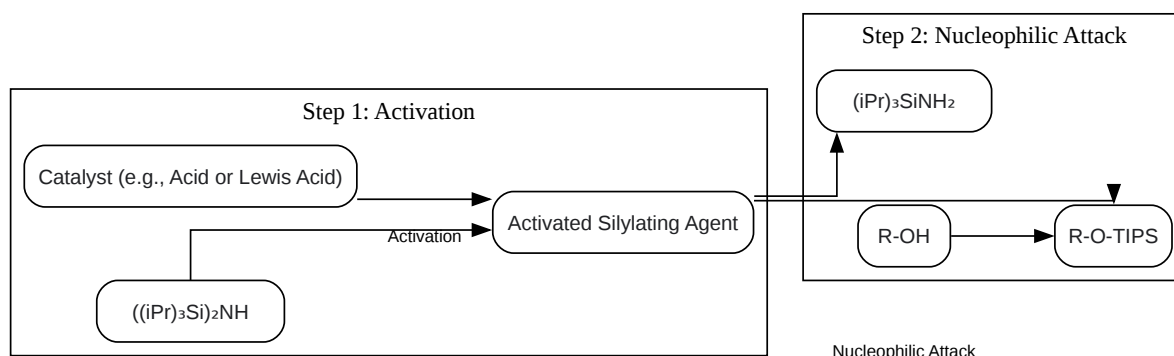 Step 1: Activation
Catalyst (e.g., Acid or Lewis Acid)
Activation
((iPr)₃Si)₂NH
Activated Silylating Agent
Step 2: Nucleophilic Attack
(iPr)₃SiNH₂
R-OH
R-O-TIPS
Nucleophilic Attack